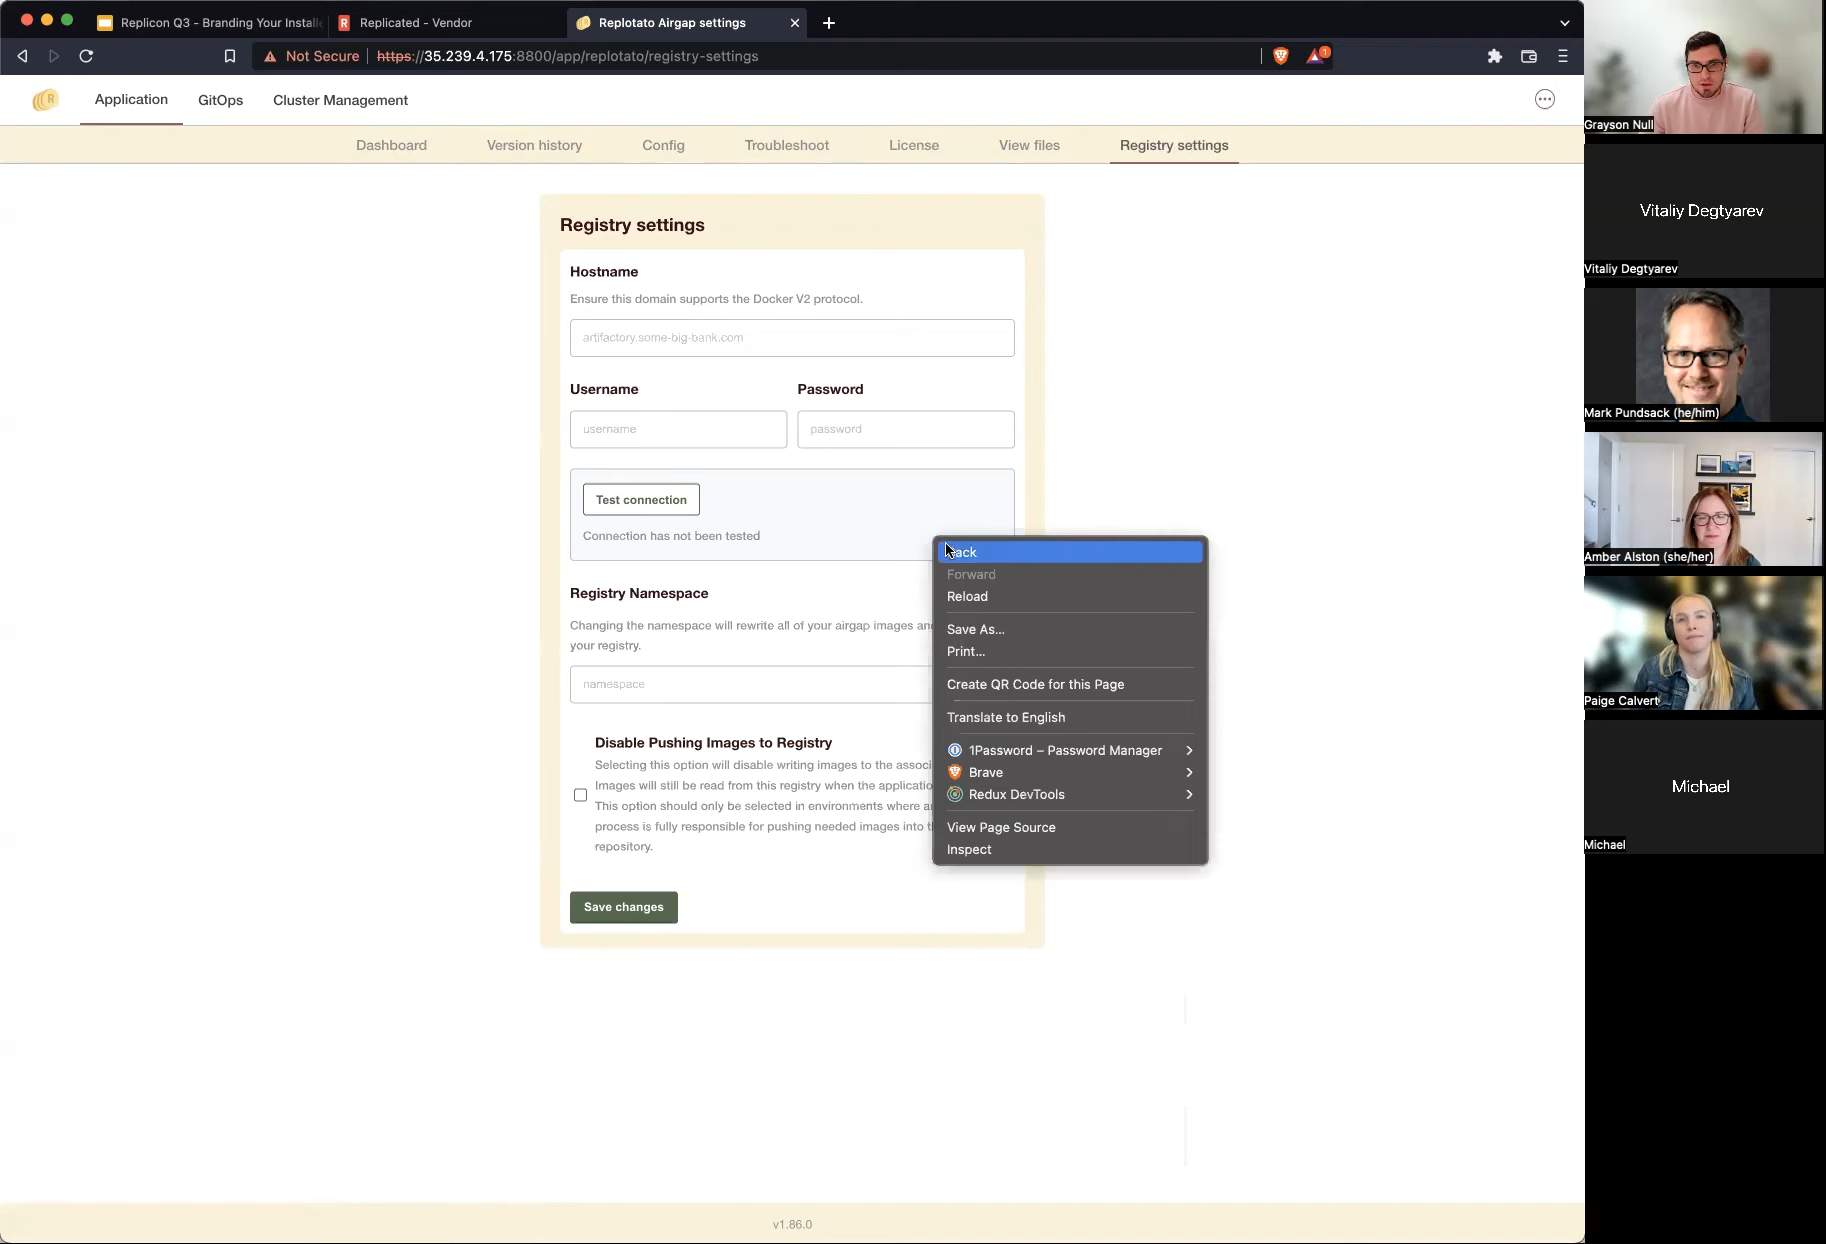 Replicon Q3 - Branding Your Installe
Replicated - Vendor
Replotato Airgap settings
Not Secure
https://35.239.4.175:8800/app/replotato/registry-settings
1
R
Application
GitOps
Cluster Management
Dashboard
Version history
Config
Troubleshoot
License
View files
Registry settings
Registry settings
Hostname
Ensure this domain supports the Docker V2 protocol.
artifactory.some-big-bank.com
Username
Password
username
password
Test connection
Connection has not been tested
Registry Namespace
Changing the namespace will rewrite all of your airgap images an
your registry.
namespace
Disable Pushing Images to Registry
Selecting this option will disable writing images to the associ
Images will still be read from this registry when the applicatio
This option should only be selected in environments where a
process is fully responsible for pushing needed images into t
repository.
Save changes
ack
Forward
Reload
Save As...
Print...
Create QR Code for this Page
Translate to English
1Password – Password Manager
Brave
Redux DevTools
View Page Source
Inspect
v1.86.0
Grayson Null
Vitaliy Degtyarev
Vitaliy Degtyarev
Mark Pundsack (he/him)
Amber Alston (she/her)
Paige Calvert
Michael
Michael